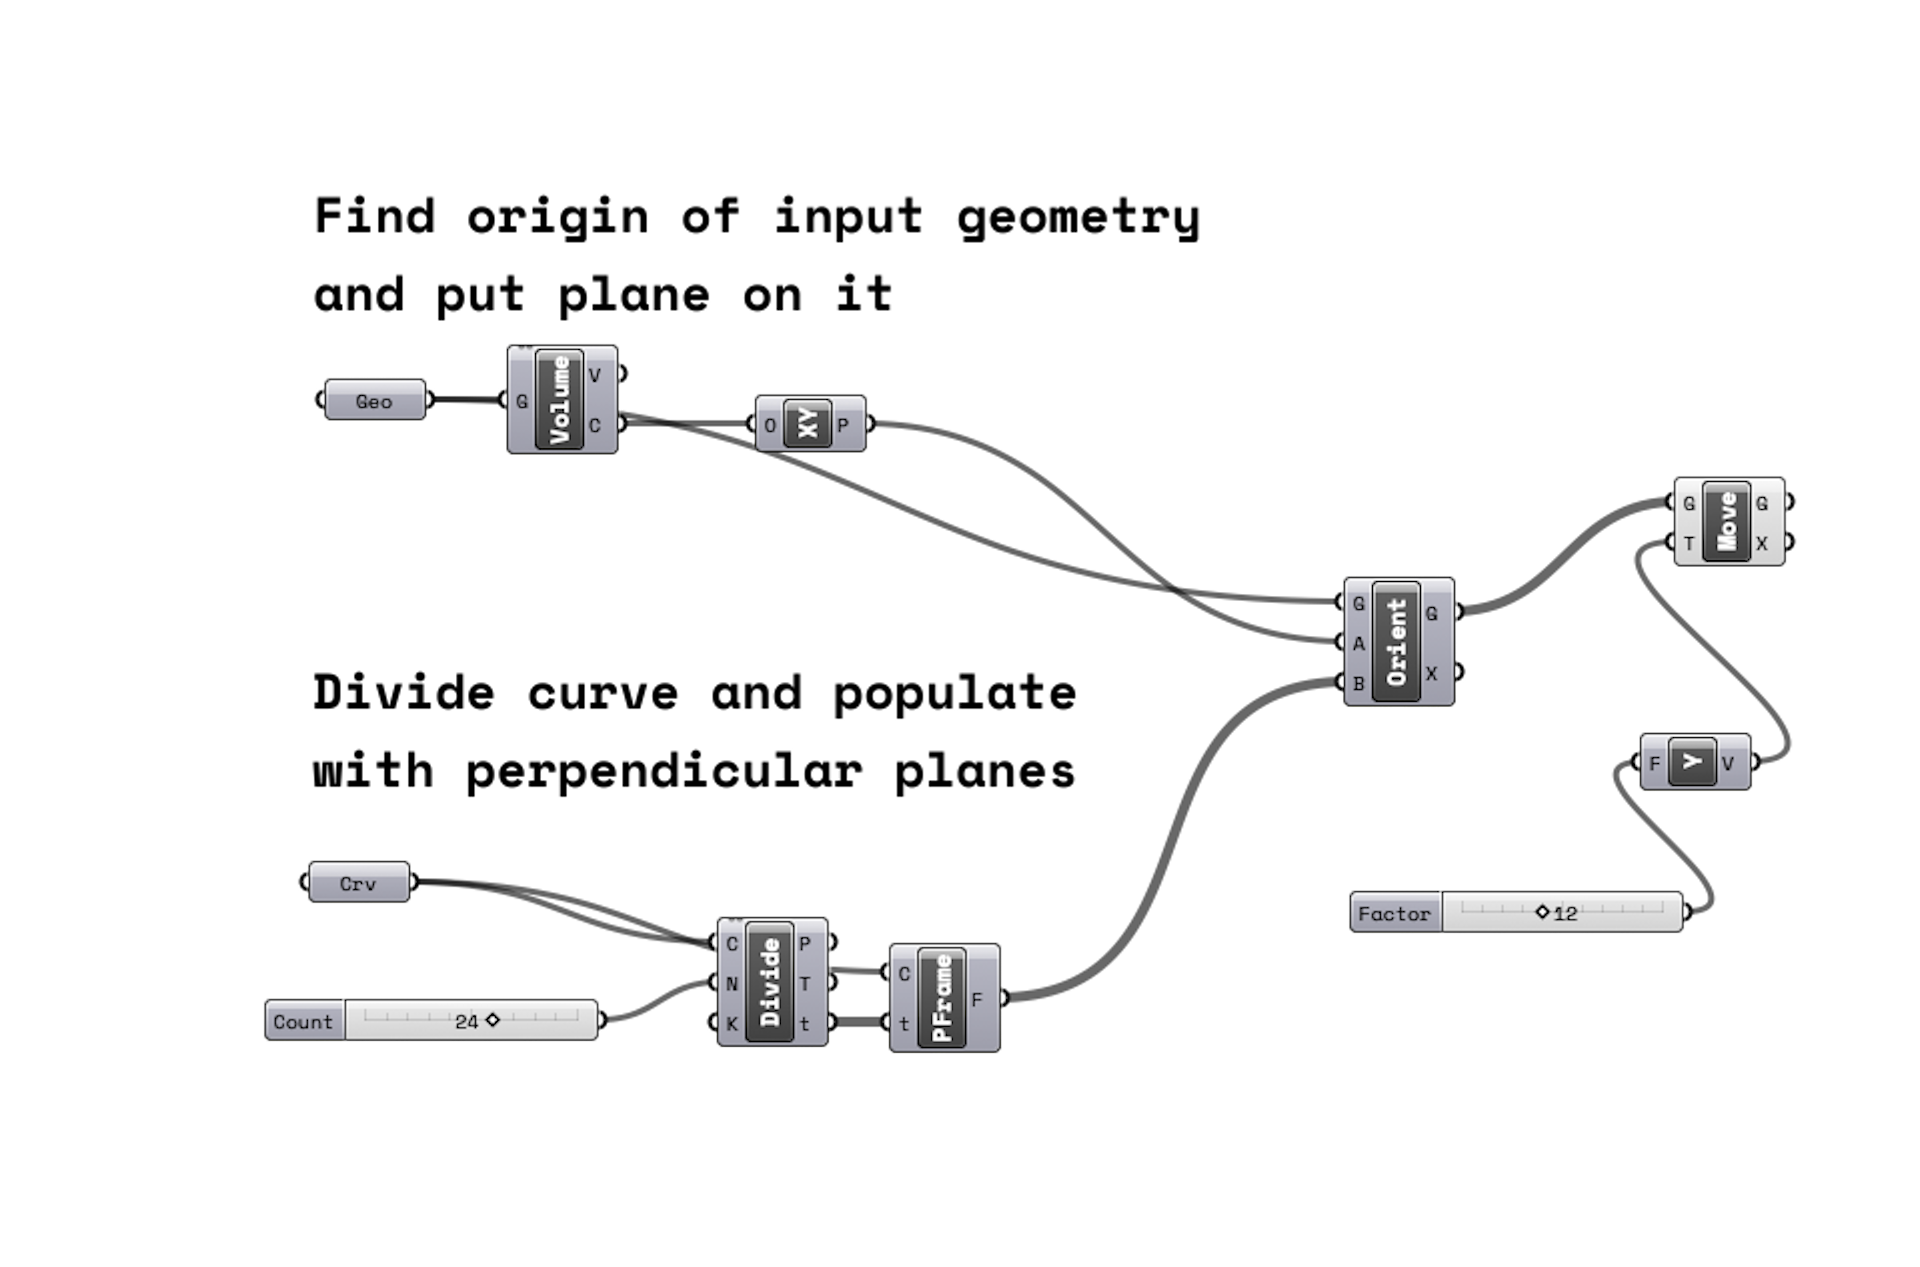 Find origin of input geometry
and put plane on it
Geo
G Volume V C
O XY P
G Move G T X
G A B Orient G X
Divide curve and populate
with perpendicular planes
F Y V
Crv
Factor 12
C N K Divide P T t
C t PFrame F
Count 24